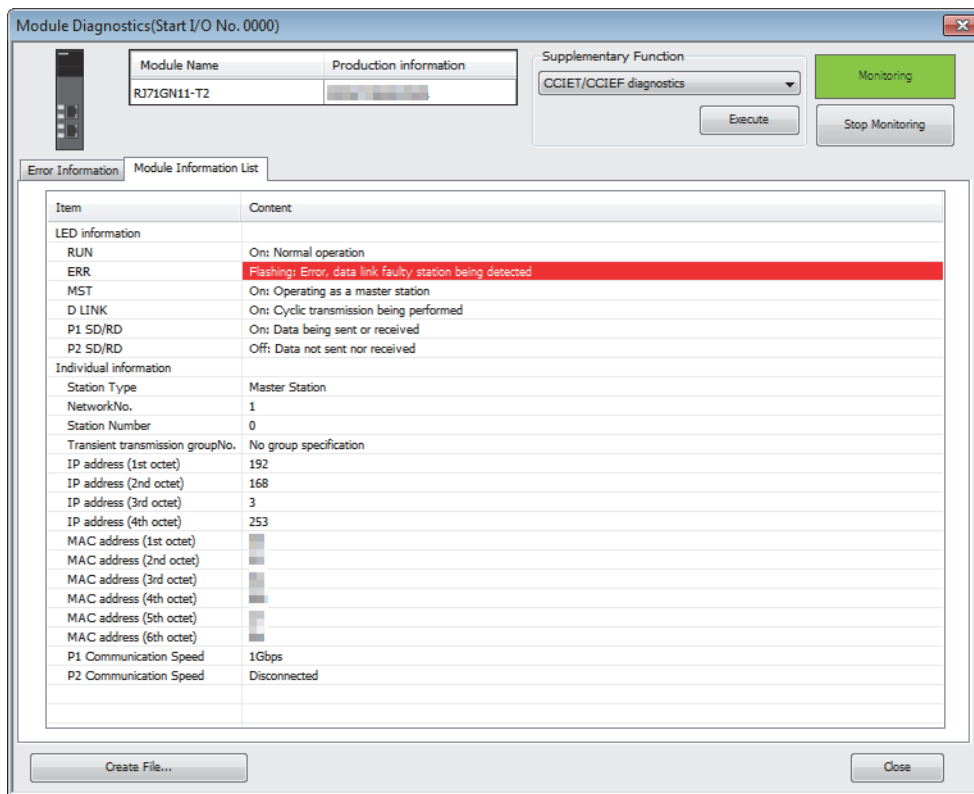 Module Diagnostics(Start I/O No. 0000)
Module Name Production information
RJ71GN11-T2
Supplementary Function
CCIET/CCIEF diagnostics
Execute
Monitoring
Stop Monitoring
Error Information Module Information List
Item Content
LED information
RUN On: Normal operation
ERR Flashing: Error, data link faulty station being detected
MST On: Operating as a master station
D LINK On: Cyclic transmission being performed
P1 SD/RD On: Data being sent or received
P2 SD/RD Off: Data not sent nor received
Individual information
Station Type Master Station
NetworkNo. 1
Station Number 0
Transient transmission groupNo. No group specification
IP address (1st octet) 192
IP address (2nd octet) 168
IP address (3rd octet) 3
IP address (4th octet) 253
MAC address (1st octet)
MAC address (2nd octet)
MAC address (3rd octet)
MAC address (4th octet)
MAC address (5th octet)
MAC address (6th octet)
P1 Communication Speed 1Gbps
P2 Communication Speed Disconnected
Create File... Close